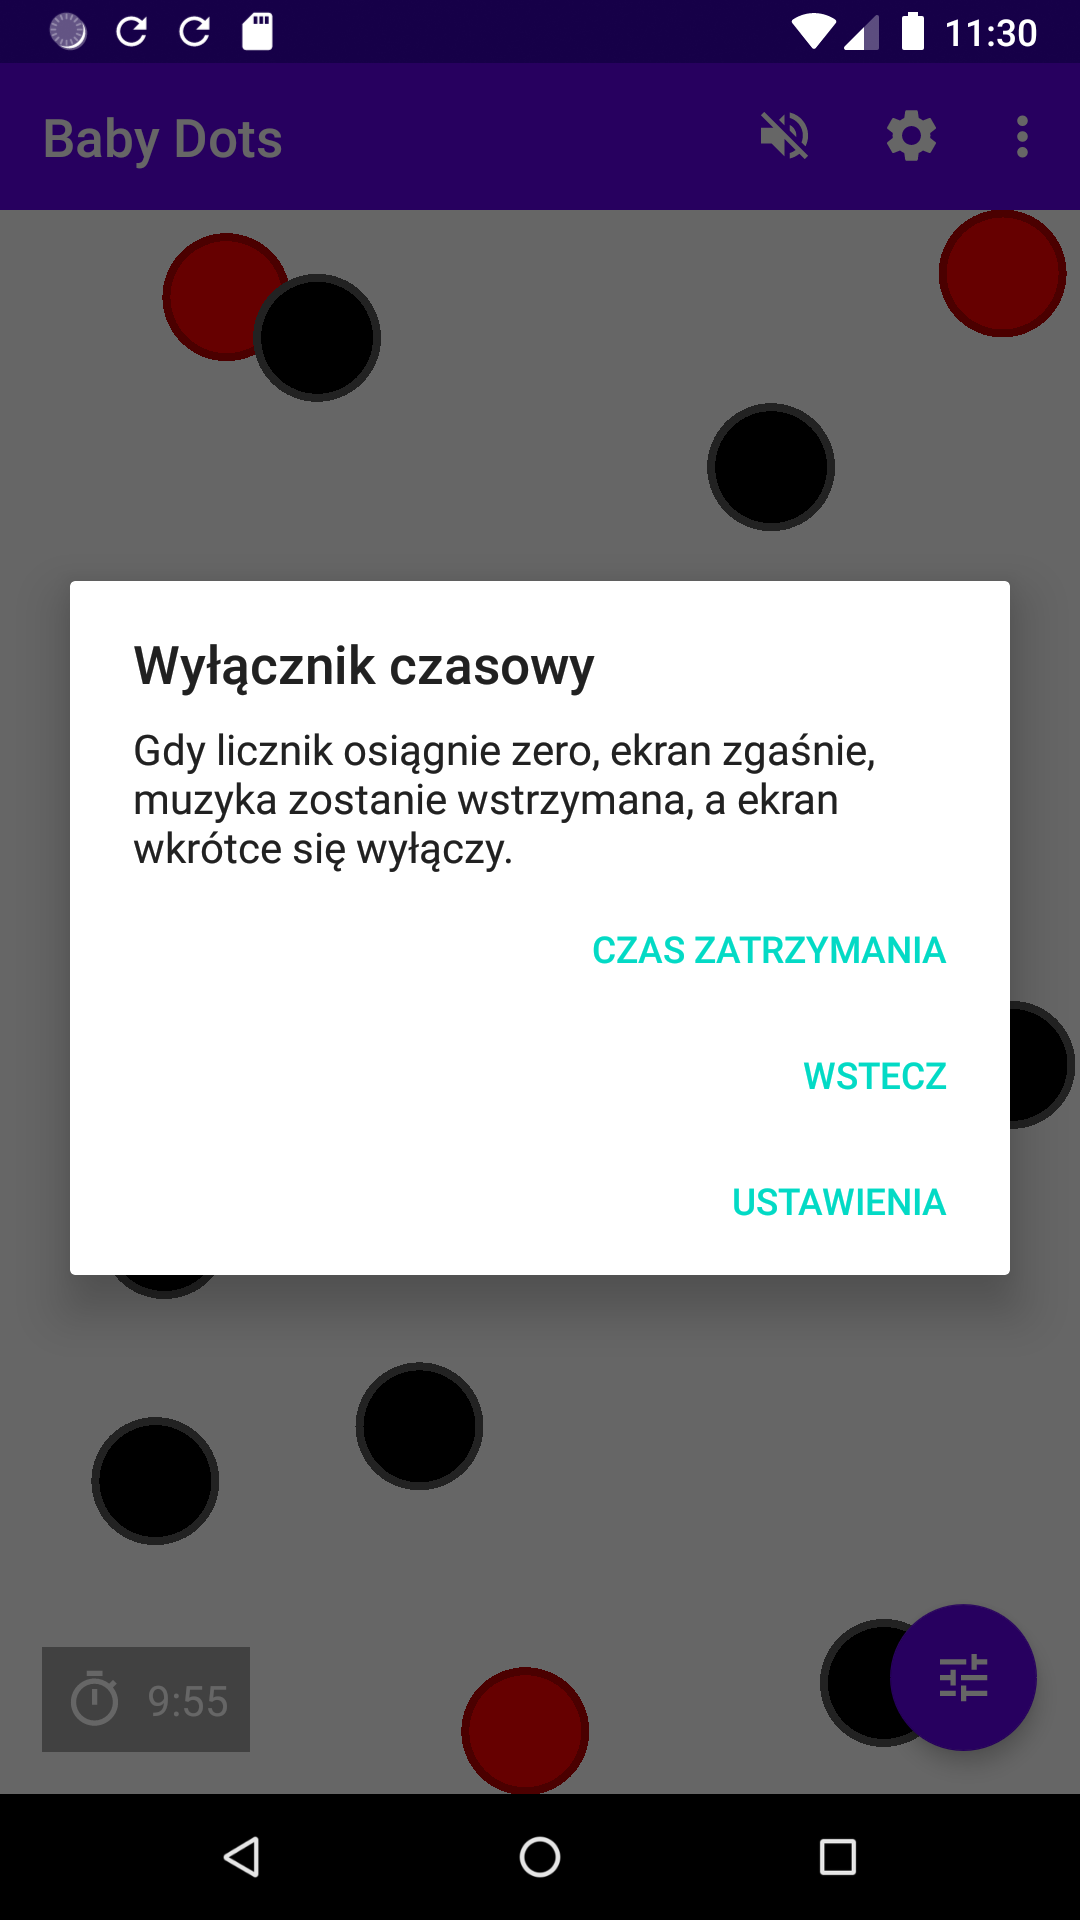 11:30
Baby Dots
Wyłącznik czasowy
Gdy licznik osiągnie zero, ekran zgaśnie,
muzyka zostanie wstrzymana, a ekran
wkrótce się wyłączy.
CZAS ZATRZYMANIA
WSTECZ
USTAWIENIA
9:55